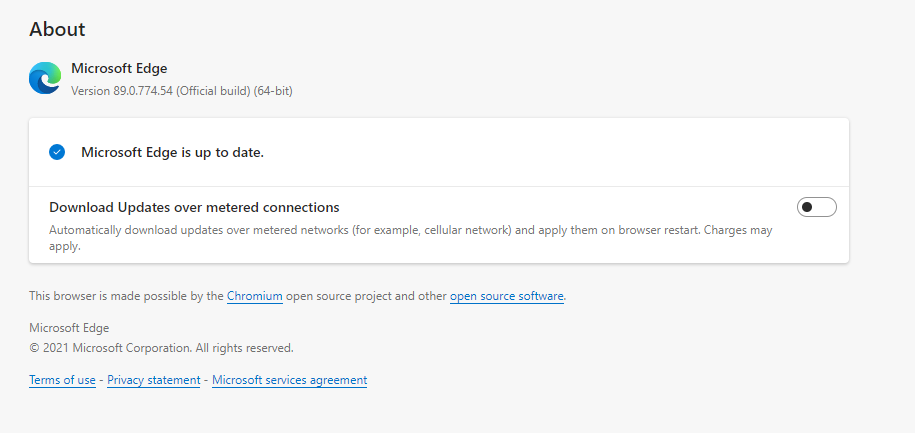 About
Microsoft Edge
Version 89.0.774.54 (Official build) (64-bit)
Microsoft Edge is up to date.
Download Updates over metered connections
Automatically download updates over metered networks (for example, cellular network) and apply them on browser restart. Charges may
apply.
This browser is made possible by the Chromium open source project and other open source software.
Microsoft Edge
© 2021 Microsoft Corporation. All rights reserved.
Terms of use - Privacy statement - Microsoft services agreement